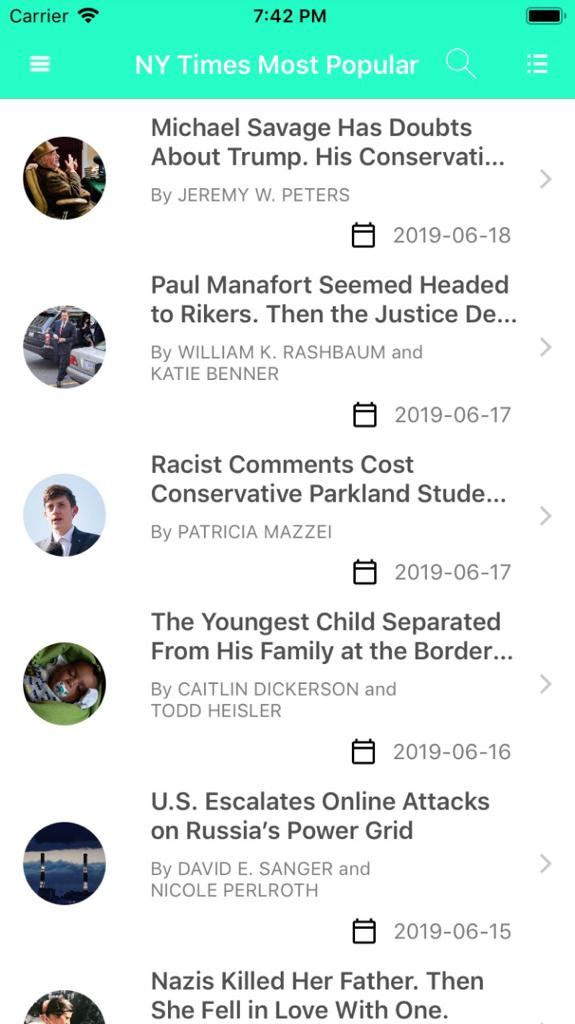 Carrier 7:42 PM
NY Times Most Popular
Michael Savage Has Doubts
About Trump. His Conservati...
By JEREMY W. PETERS
2019-06-18
Paul Manafort Seemed Headed
to Rikers. Then the Justice De...
By WILLIAM K. RASHBAUM and
KATIE BENNER
2019-06-17
Racist Comments Cost
Conservative Parkland Stude...
By PATRICIA MAZZEI
2019-06-17
The Youngest Child Separated
From His Family at the Border...
By CAITLIN DICKERSON and
TODD HEISLER
2019-06-16
U.S. Escalates Online Attacks
on Russia’s Power Grid
By DAVID E. SANGER and
NICOLE PERLROTH
2019-06-15
Nazis Killed Her Father. Then
She Fell in Love With One.